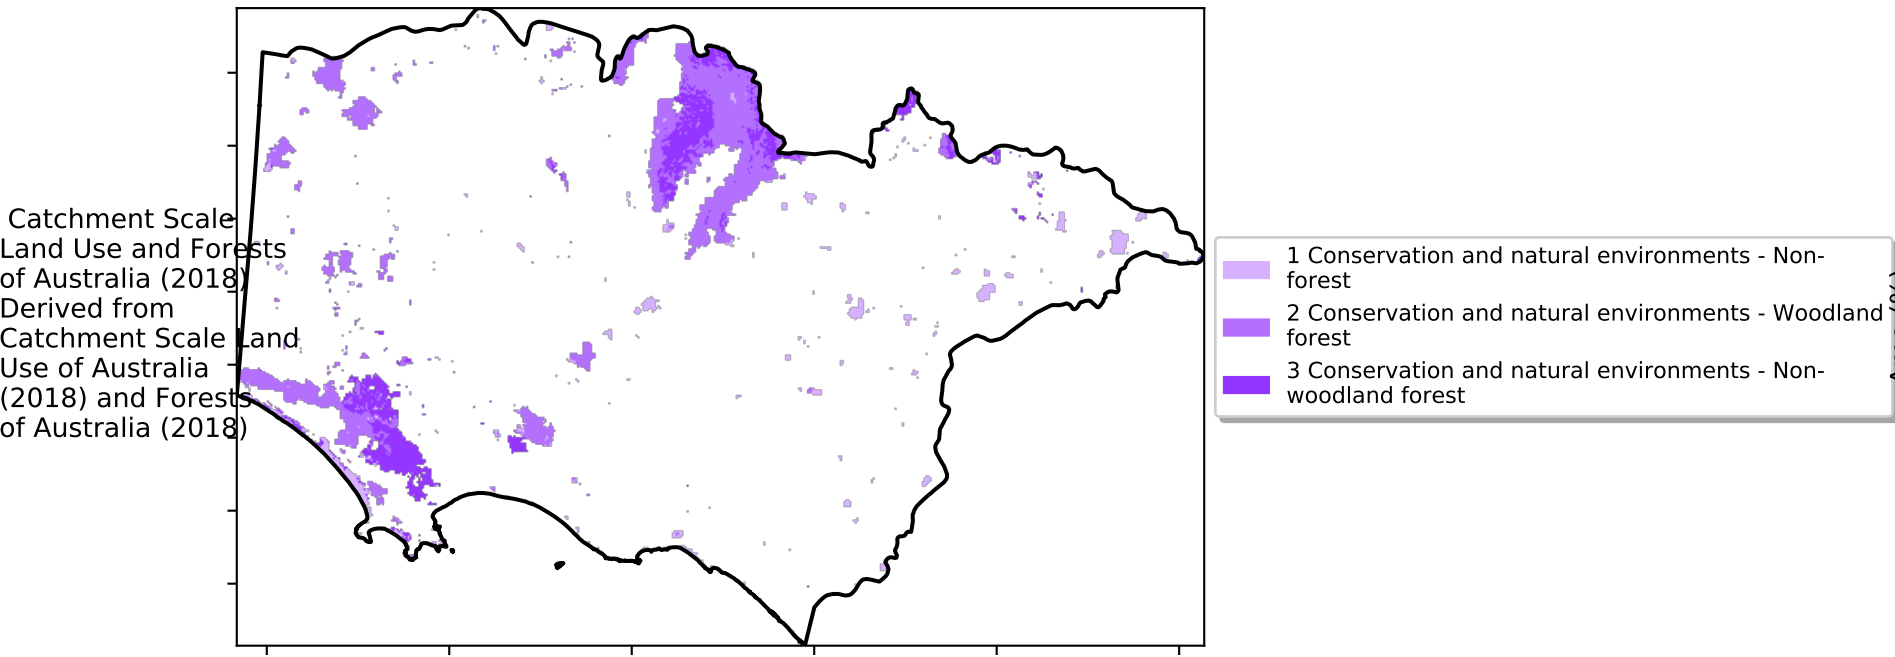 Catchment Scale
Land Use and Forests
of Australia (2018)
Derived from
Catchment Scale Land
Use of Australia
(2018) and Forests
of Australia (2018)
1 Conservation and natural environments - Non-
forest
2 Conservation and natural environments - Woodland
forest
3 Conservation and natural environments - Non-
woodland forest